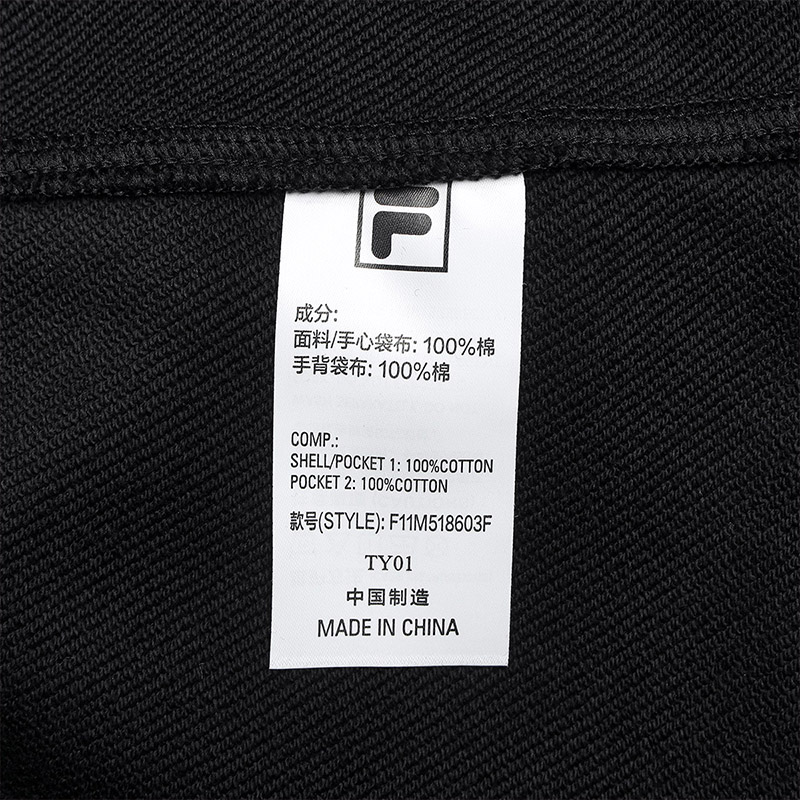 成分:
面料/手心袋布: 100%棉
手背袋布: 100%棉
COMP.:
SHELL/POCKET 1: 100%COTTON
POCKET 2: 100%COTTON
款号(STYLE): F11M518603F
TY01
中国制造
MADE IN CHINA